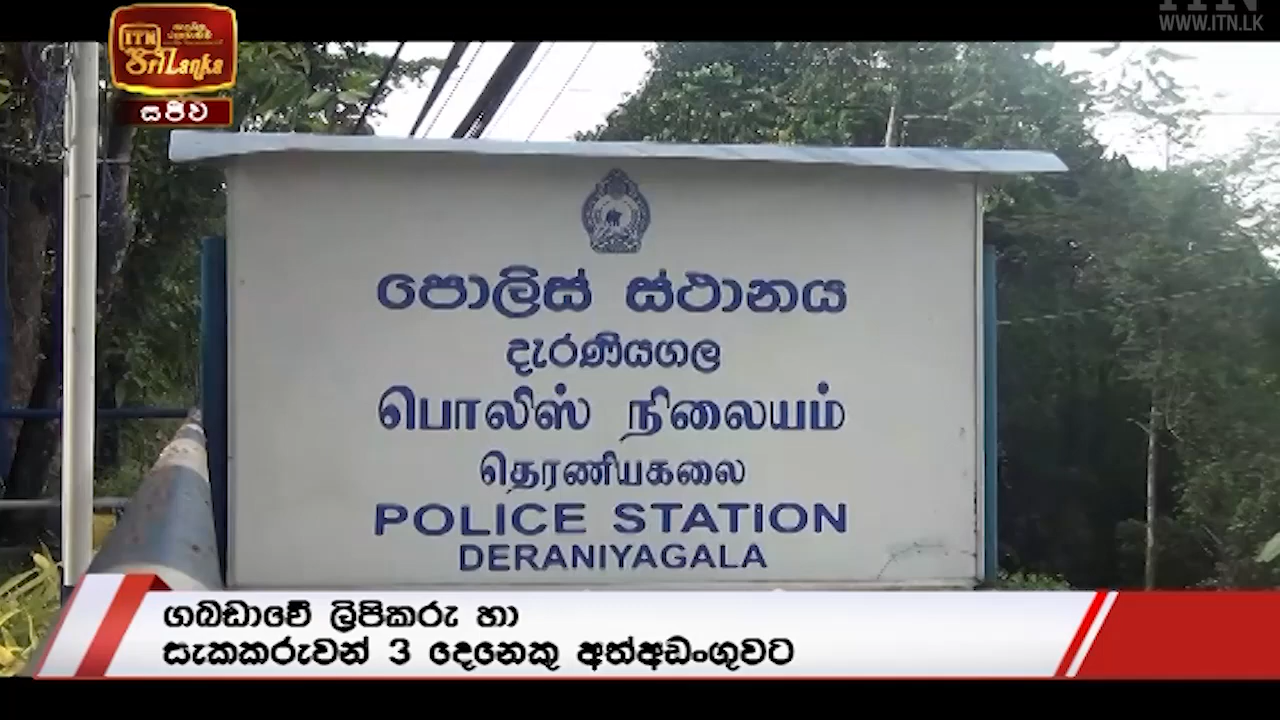 ITN
WWW.ITN.LK
ITN
Sri Lanka
සජීව
පොලිස් ස්ථානය
දැරණියගල
பொலிஸ் நிலையம்
தெரணியகலை
POLICE STATION
DERANIYAGALA
ගබඩාවේ ලිපිකරු හා
සැකකරුවන් 3 දෙනෙකු අත්අඩංගුවට